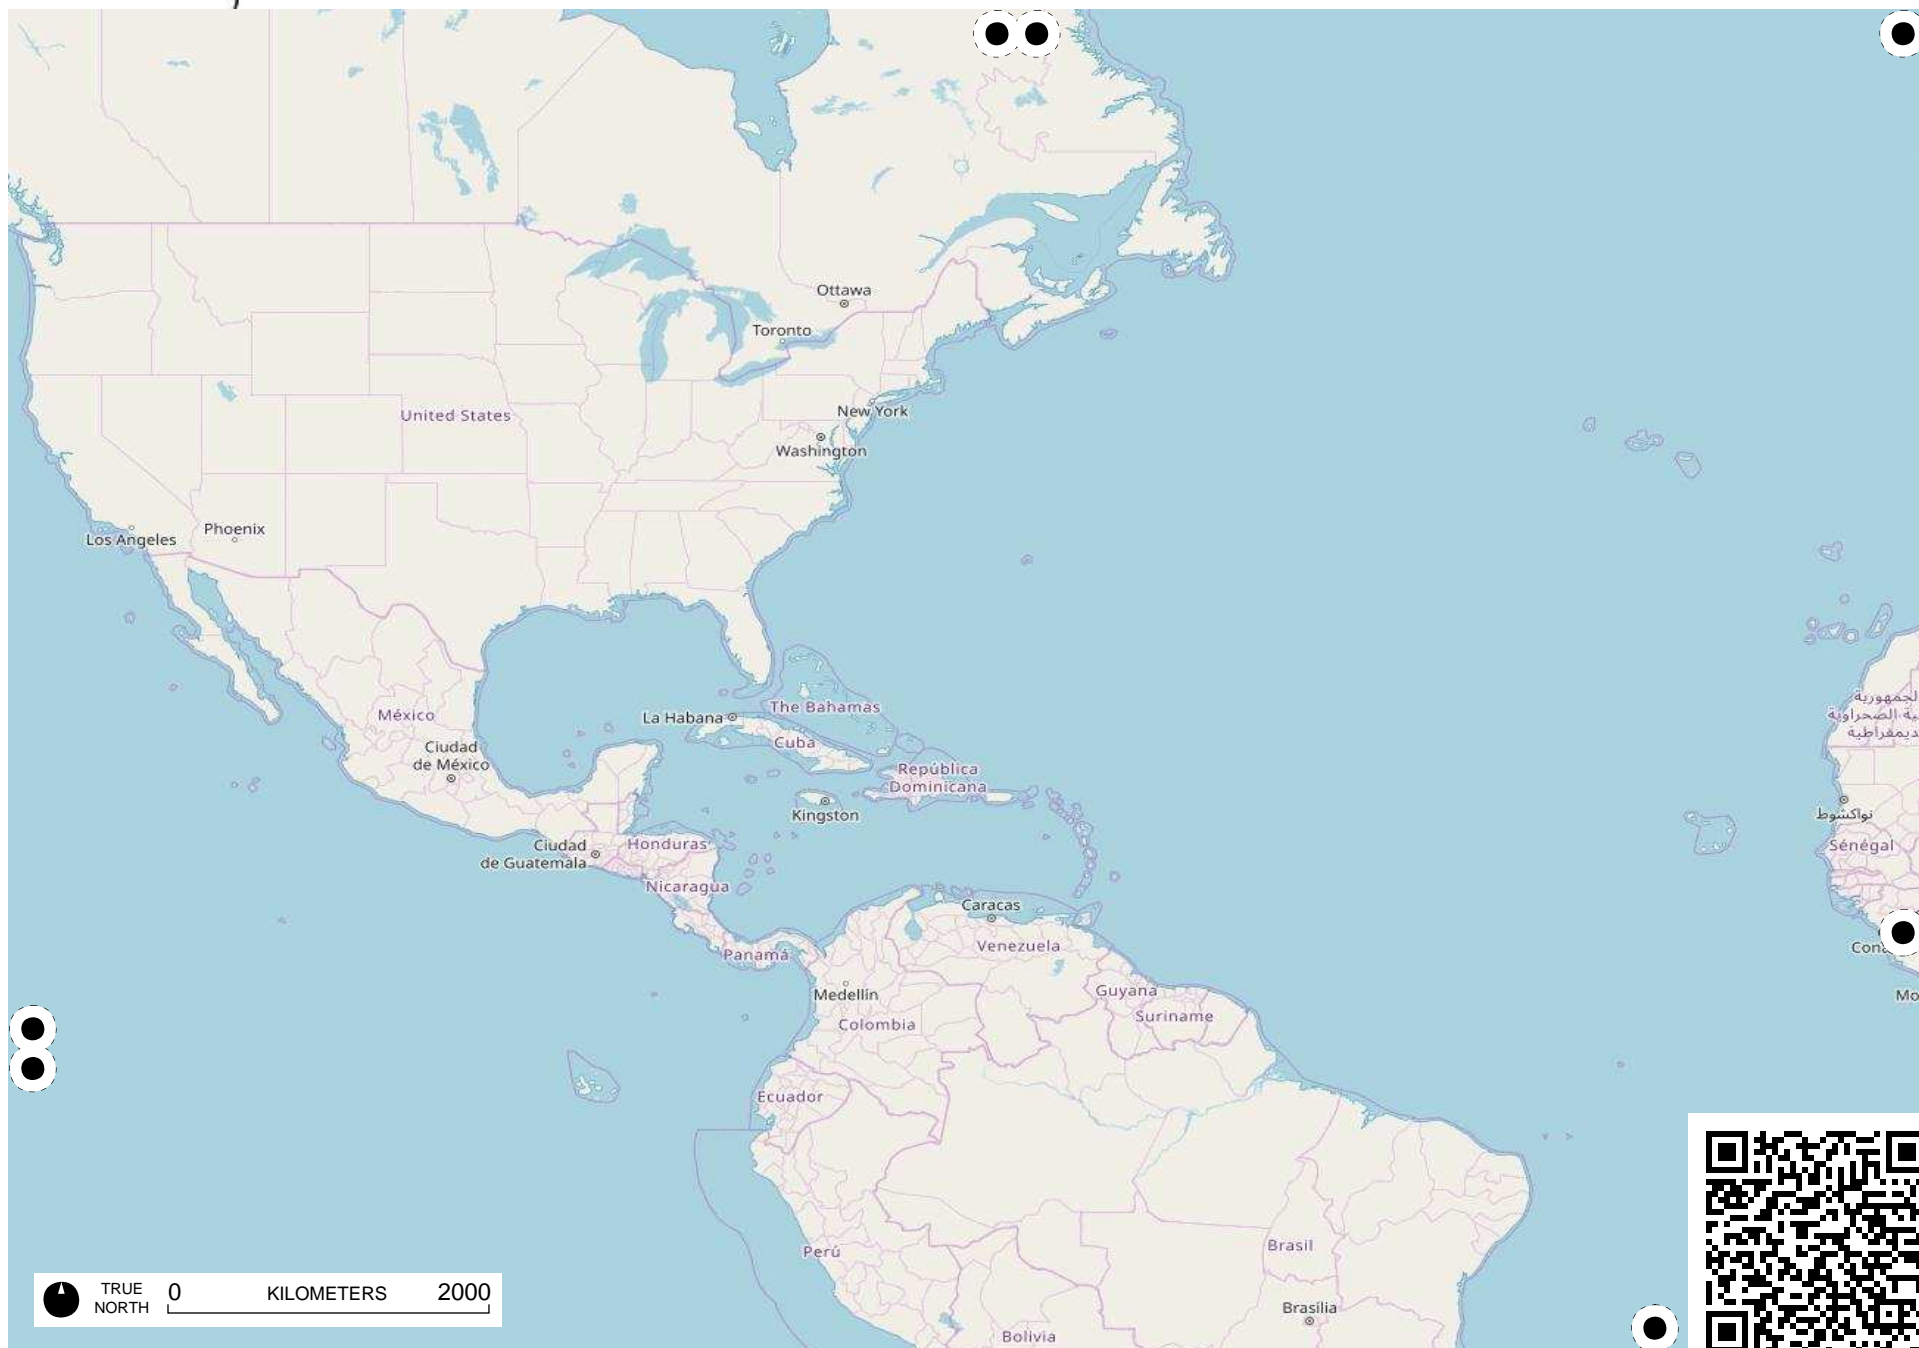 Ottawa
Toronto
New York
United States
Washington
Los Angeles
Phoenix
México
La Habana
The Bahamas
Cuba
Ciudad
de México
República
Dominicana
Kingston
نواكشوط
Ciudad
de Guatemala
Honduras
Sénégal
Nicaragua
Caracas
Venezuela
Panamá
Medellín
Guyana
Colombia
Suriname
Ecuador
Perú
Brasil
TRUE
NORTH
0 KILOMETERS 2000
Brasília
Bolivia